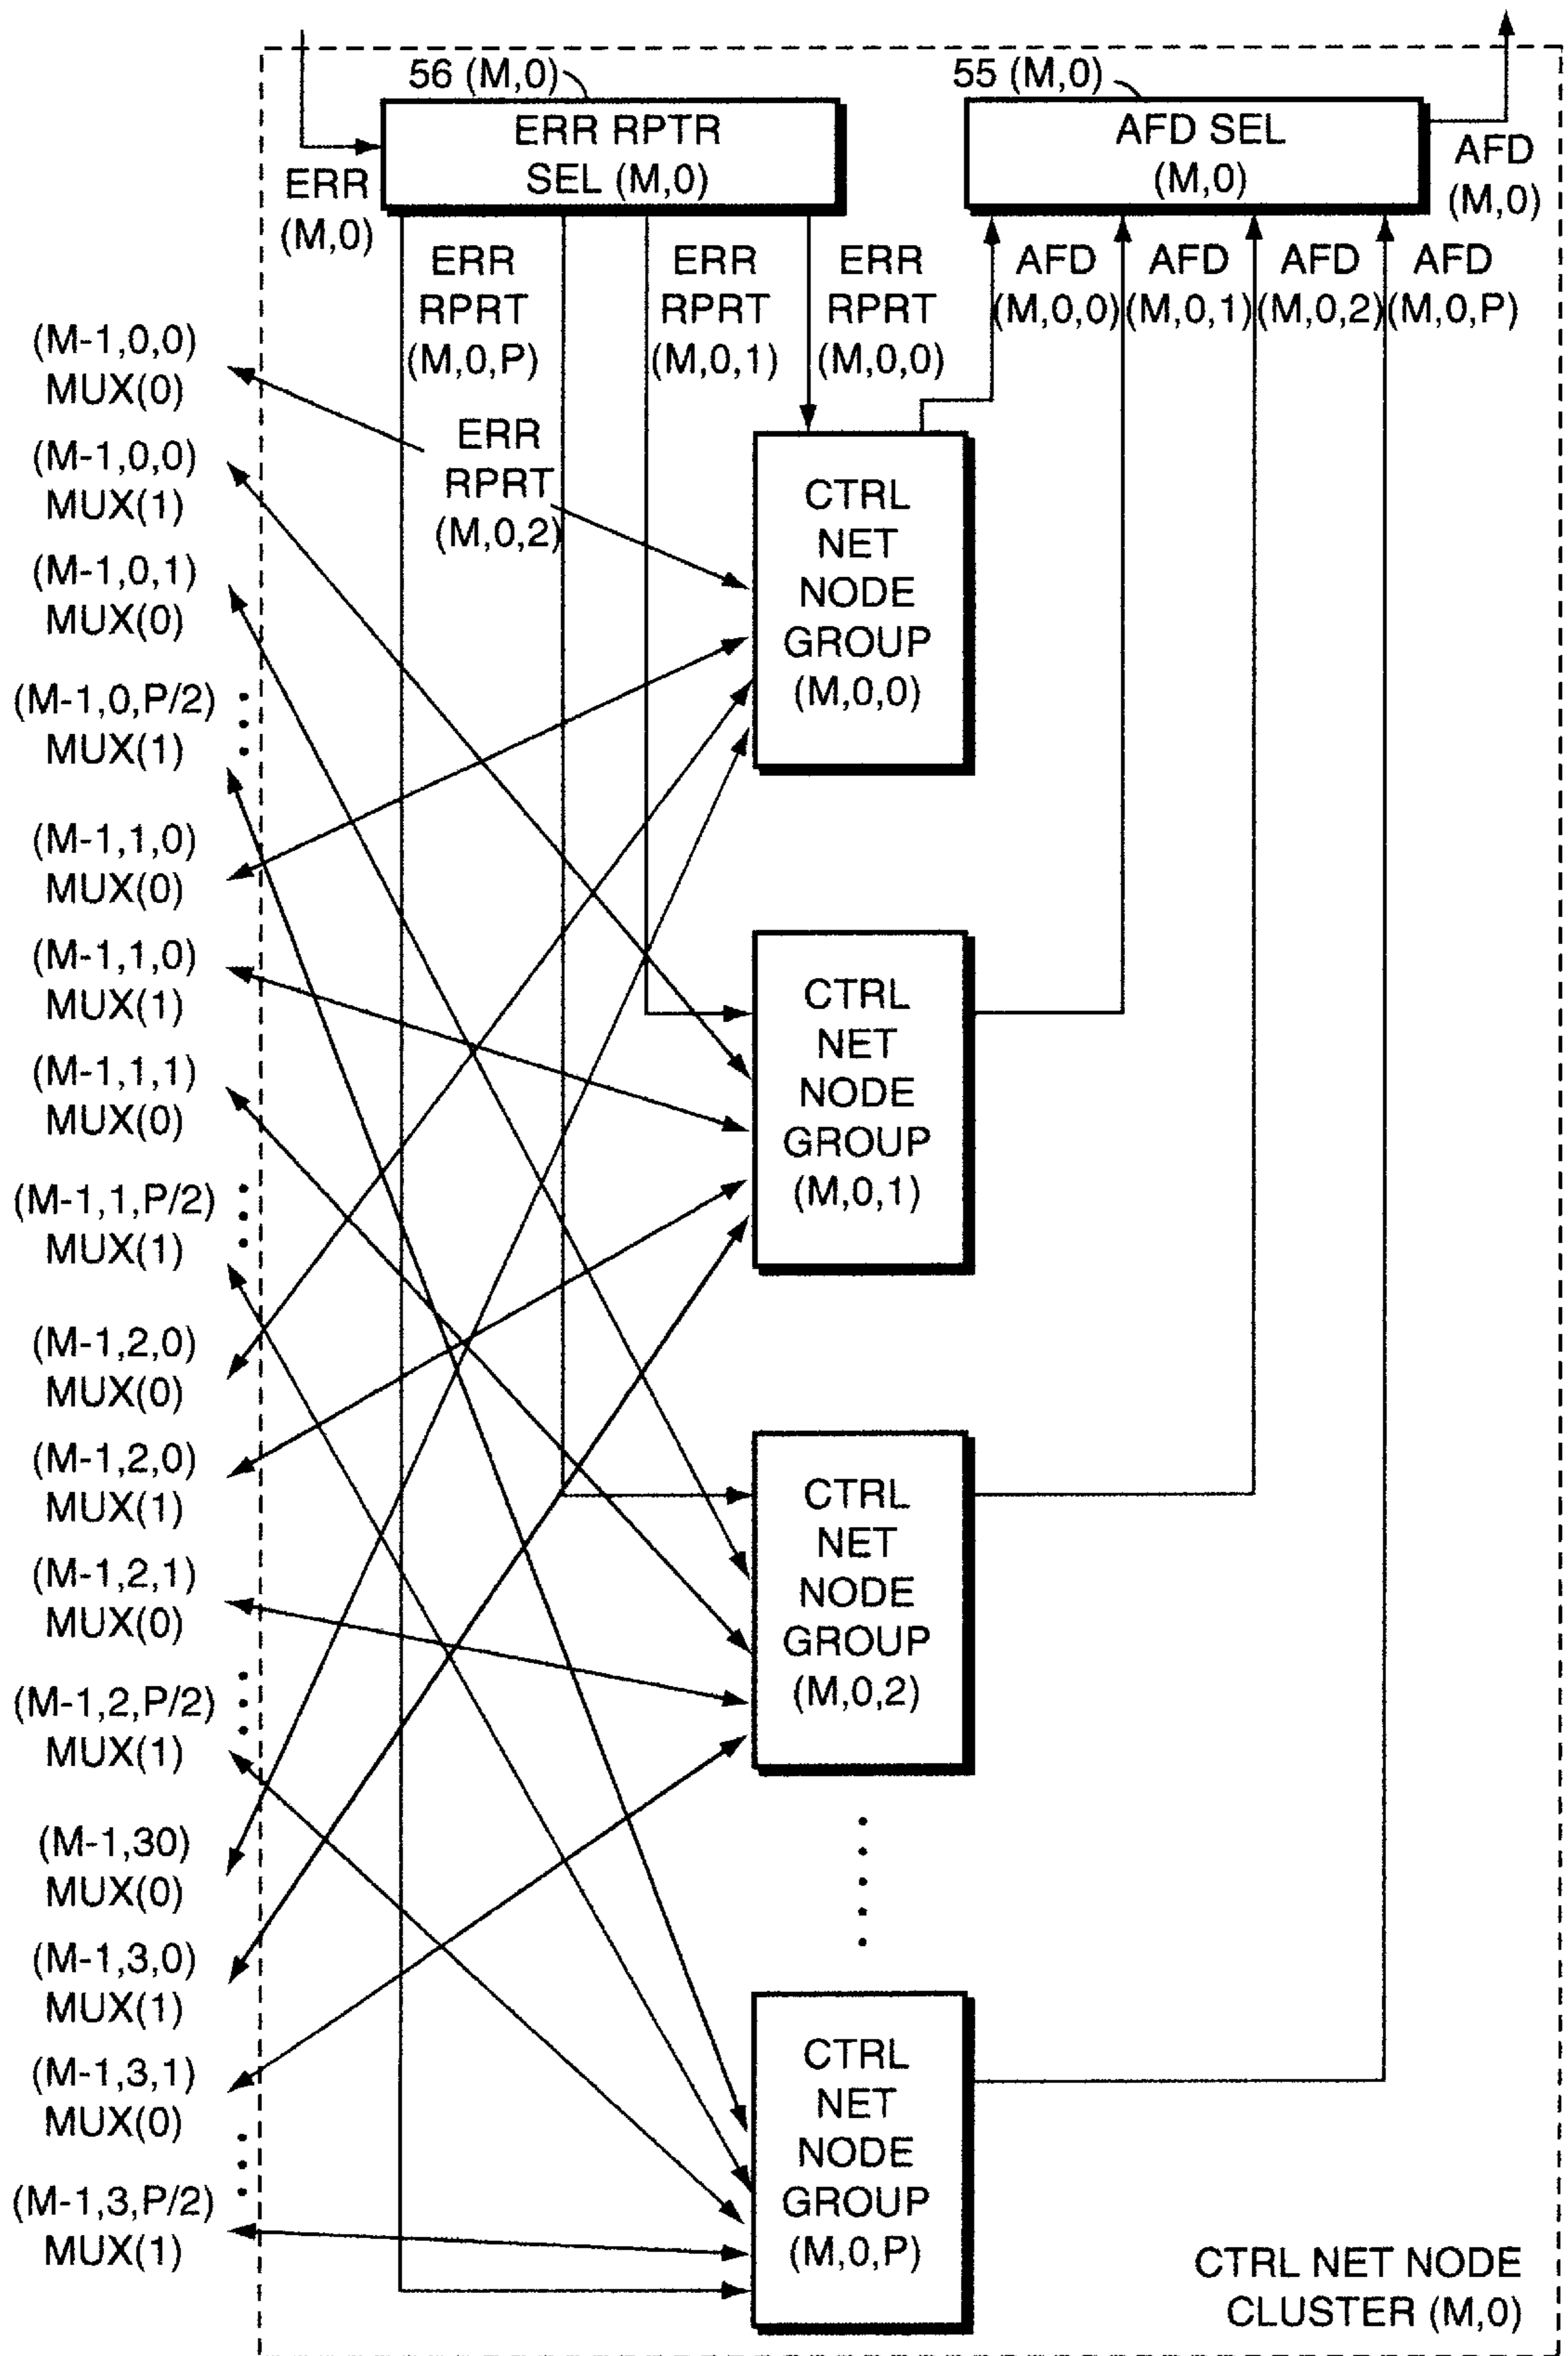 56 (M,0)
55 (M,0)
ERR RPTR
SEL (M,0)
AFD SEL
(M,0)
ERR
(M,0)
AFD
(M,0)
ERR
RPRT
(M,0,P)
ERR
RPRT
(M,0,1)
ERR
RPRT
(M,0,0)
AFD
(M,0,0)
AFD
(M,0,1)
AFD
(M,0,2)
AFD
(M,0,P)
ERR
RPRT
(M,0,2)
(M-1,0,0)
MUX(0)
(M-1,0,0)
MUX(1)
(M-1,0,1)
MUX(0)
(M-1,0,P/2)
MUX(1)
(M-1,1,0)
MUX(0)
(M-1,1,0)
MUX(1)
(M-1,1,1)
MUX(0)
(M-1,1,P/2)
MUX(1)
(M-1,2,0)
MUX(0)
(M-1,2,0)
MUX(1)
(M-1,2,1)
MUX(0)
(M-1,2,P/2)
MUX(1)
(M-1,30)
MUX(0)
(M-1,3,0)
MUX(1)
(M-1,3,1)
MUX(0)
(M-1,3,P/2)
MUX(1)
CTRL
NET
NODE
GROUP
(M,0,0)
CTRL
NET
NODE
GROUP
(M,0,1)
CTRL
NET
NODE
GROUP
(M,0,2)
CTRL
NET
NODE
GROUP
(M,0,P)
CTRL NET NODE
CLUSTER (M,0)